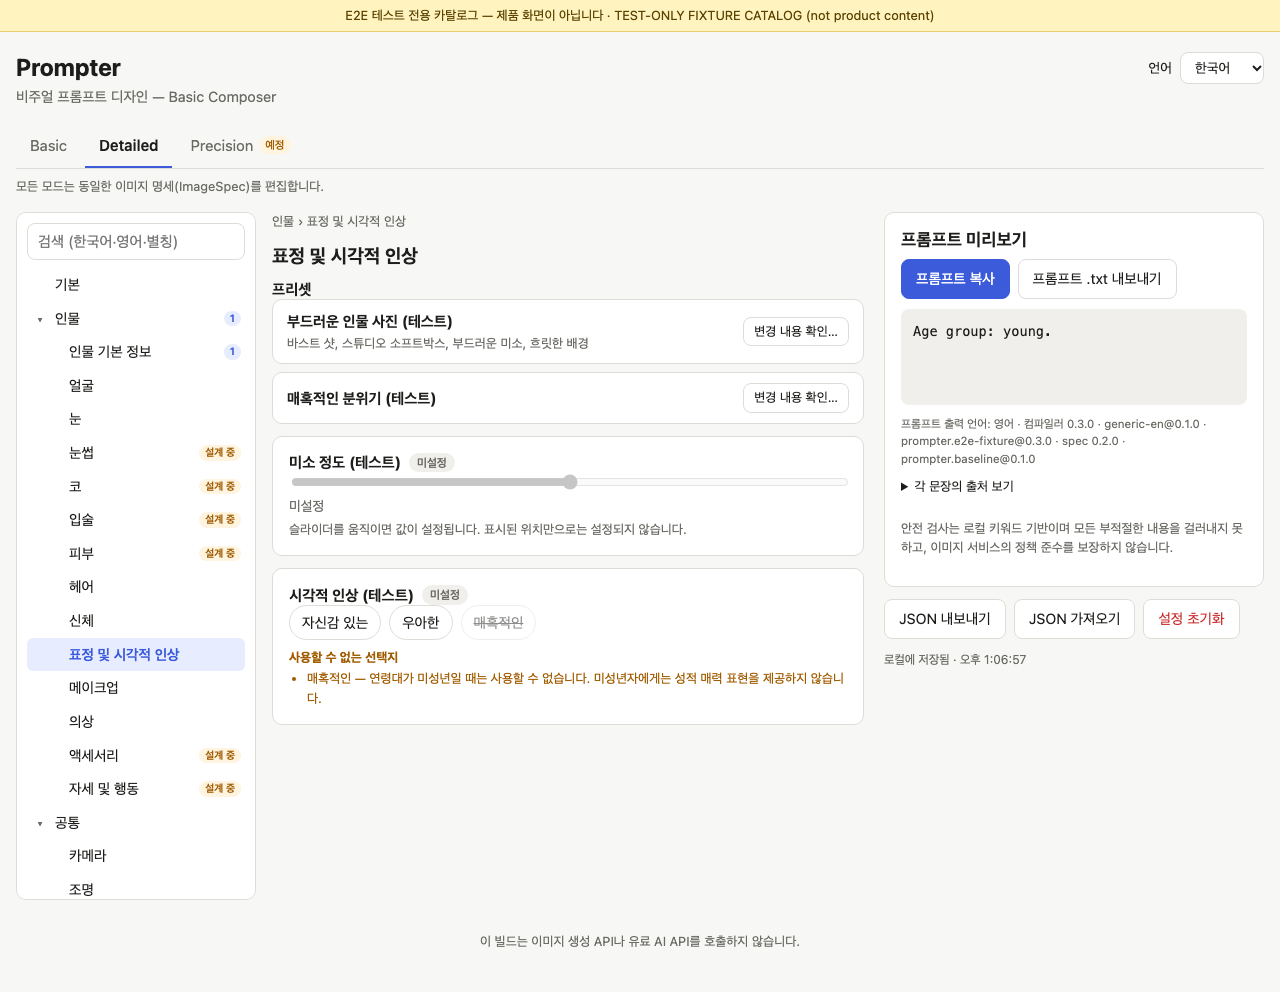 E2E 테스트 전용 카탈로그 — 제품 화면이 아닙니다 · TEST-ONLY FIXTURE CATALOG (not product content)
Prompter
언어
한국어
비주얼 프롬프트 디자인 — Basic Composer
Basic
Detailed
Precision 예정
모든 모드는 동일한 이미지 명세(ImageSpec)를 편집합니다.
검색 (한국어·영어·별칭)
기본
인물 1
인물 기본 정보 1
얼굴
눈
눈썹 설계 중
코 설계 중
입술 설계 중
피부 설계 중
헤어
신체
표정 및 시각적 인상
메이크업
의상
액세서리 설계 중
자세 및 행동 설계 중
공통
카메라
조명
인물 › 표정 및 시각적 인상
표정 및 시각적 인상
프리셋
부드러운 인물 사진 (테스트)
바스트 샷, 스튜디오 소프트박스, 부드러운 미소, 흐릿한 배경
변경 내용 확인…
매혹적인 분위기 (테스트)
변경 내용 확인…
미소 정도 (테스트) 미설정
미설정
슬라이더를 움직이면 값이 설정됩니다. 표시된 위치만으로는 설정되지 않습니다.
시각적 인상 (테스트) 미설정
자신감 있는
우아한
매혹적인
사용할 수 없는 선택지
매혹적인 — 연령대가 미성년일 때는 사용할 수 없습니다. 미성년자에게는 성적 매력 표현을 제공하지 않습니
다.
프롬프트 미리보기
프롬프트 복사
프롬프트 .txt 내보내기
Age group: young.
프롬프트 출력 언어: 영어 · 컴파일러 0.3.0 · generic-en@0.1.0 ·
prompter.e2e-fixture@0.3.0 · spec 0.2.0 ·
prompter.baseline@0.1.0
각 문장의 출처 보기
안전 검사는 로컬 키워드 기반이며 모든 부적절한 내용을 걸러내지 못
하고, 이미지 서비스의 정책 준수를 보장하지 않습니다.
JSON 내보내기
JSON 가져오기
설정 초기화
로컬에 저장됨 · 오후 1:06:57
이 빌드는 이미지 생성 API나 유료 AI API를 호출하지 않습니다.